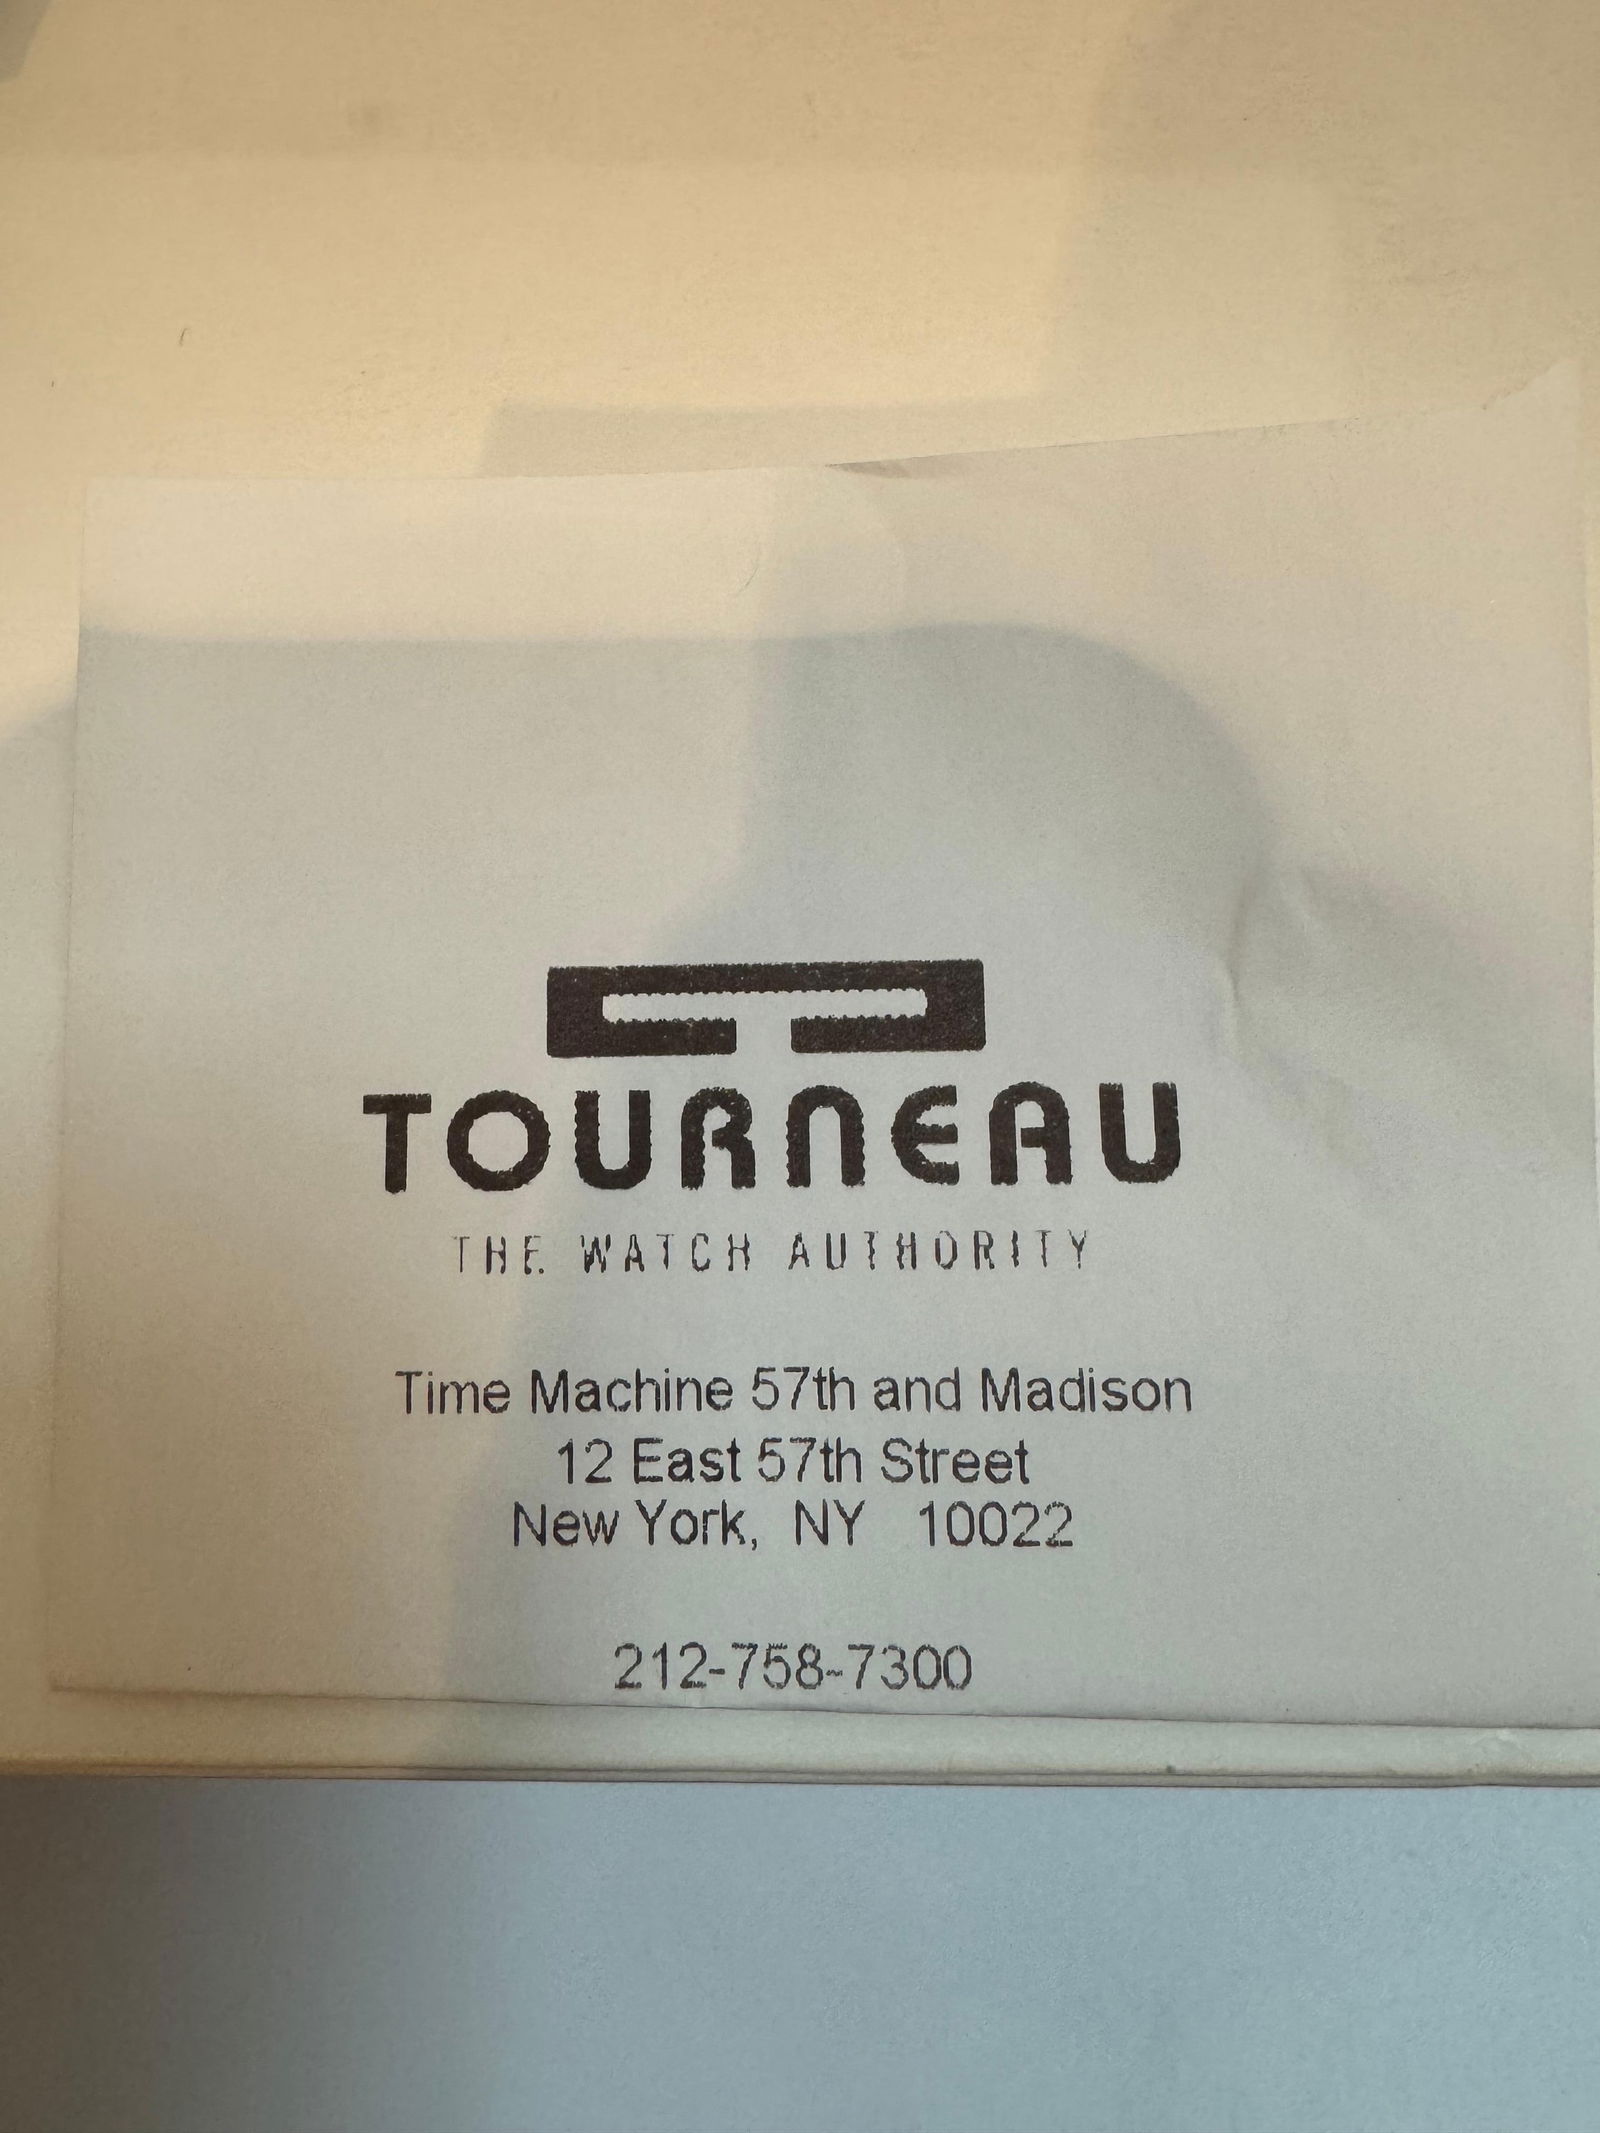 TOURNEAU
THE WATCH AUTHORITY
Time Machine 57th and Madison
12 East 57th Street
New York, NY 10022
212-758-7300